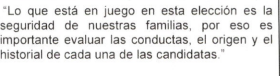 “Lo que está en juego en esta elección es la
seguridad de nuestras familias, por eso es
importante evaluar las conductas, el origen y el
historial de cada una de las candidatas.”